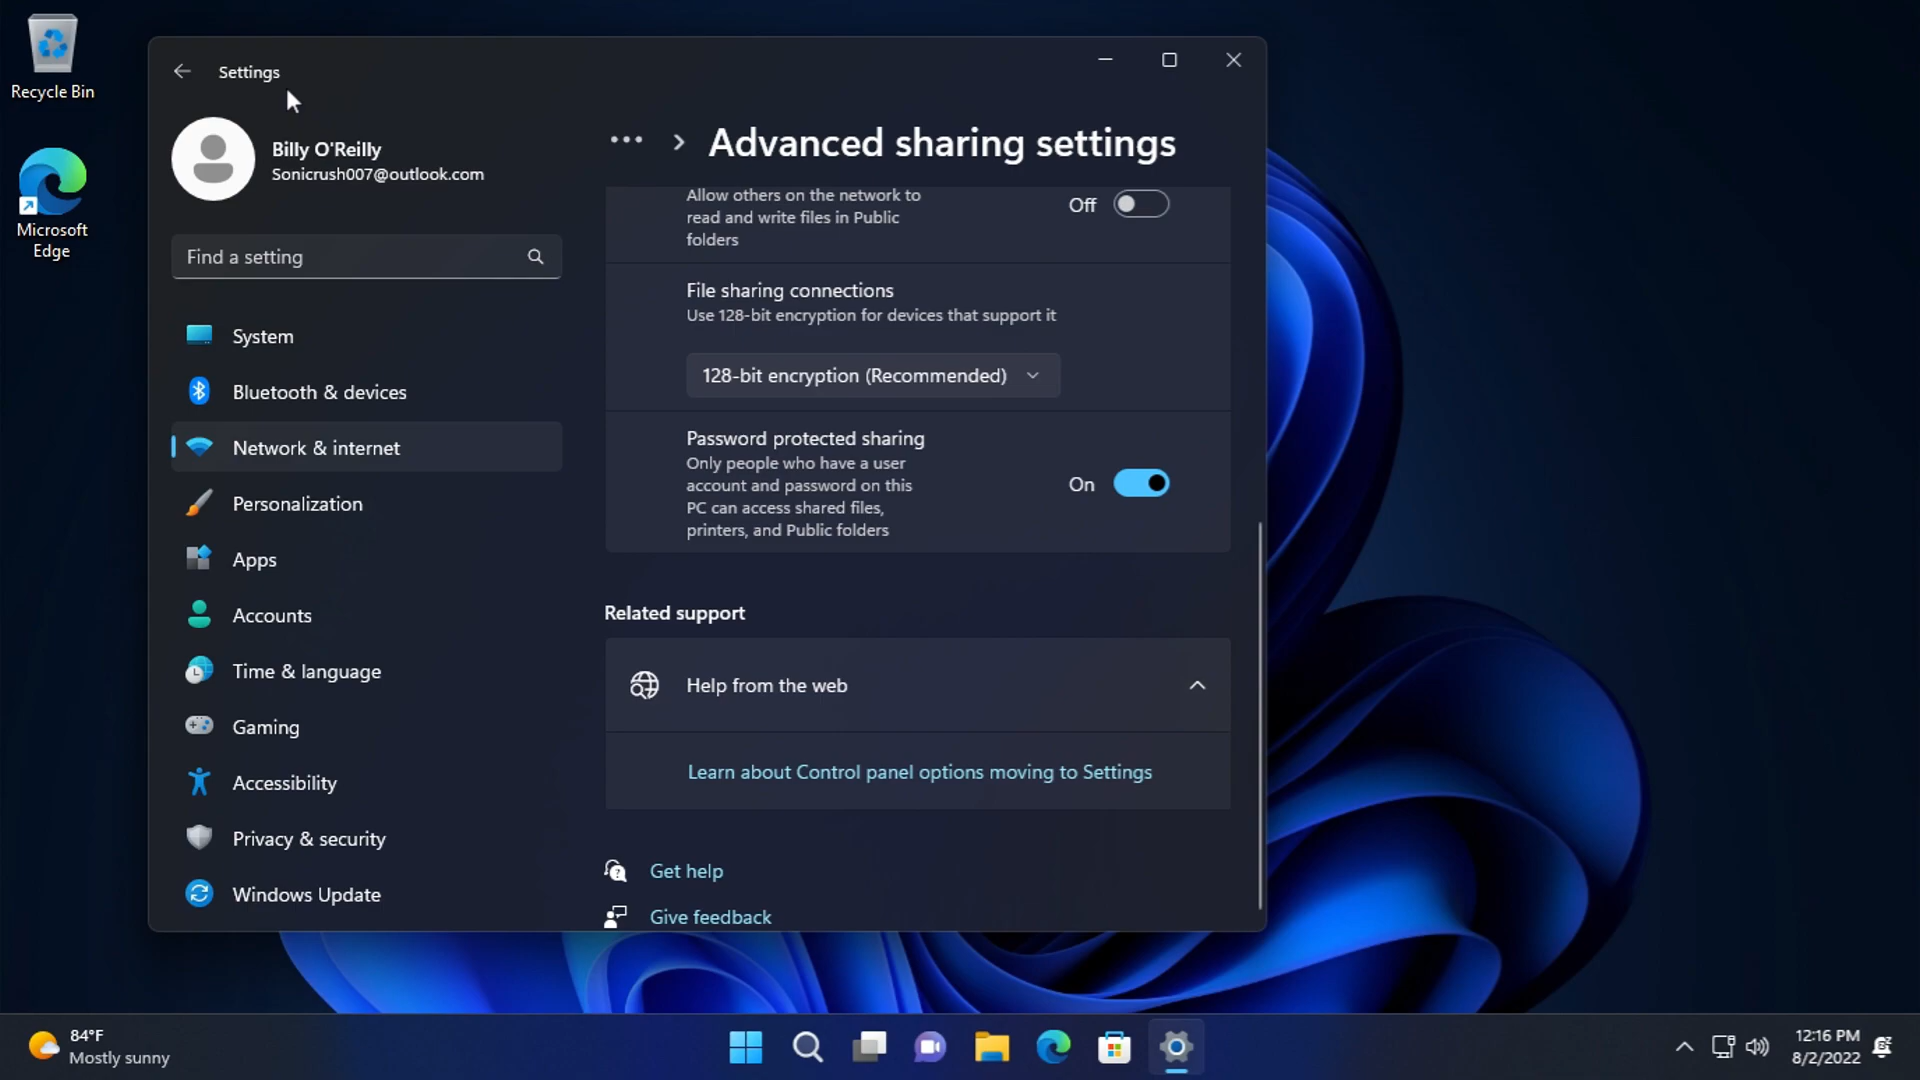 Recycle Bin
Microsoft
Edge
Settings
Billy O'Reilly
Sonicrush007@outlook.com
Find a setting
System
Bluetooth & devices
Network & internet
Personalization
Apps
Accounts
Time & language
Gaming
Accessibility
Privacy & security
Windows Update
••• > Advanced sharing settings
Allow others on the network to
read and write files in Public
folders
Off
File sharing connections
Use 128-bit encryption for devices that support it
128-bit encryption (Recommended)
Password protected sharing
Only people who have a user
account and password on this
PC can access shared files,
printers, and Public folders
On
Related support
Help from the web
Learn about Control panel options moving to Settings
Get help
Give feedback
84°F
Mostly sunny
12:16 PM
8/2/2022